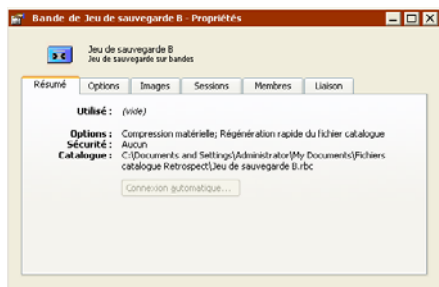 Bande de Jeu de sauvegarde B - Propriétés
Jeu de sauvegarde B
Jeu de sauvegarde sur bandes
Résumé Options Images Sessions Membres Liaison
Utilisé : (vide)
Options : Compression matérielle; Régénération rapide du fichier catalogue
Sécurité : Aucun
Catalogue : C:\Documents and Settings\Administrator\My Documents\Fichiers
catalogue Retrospect\Jeu de sauvegarde B.rbc
Connexion automatique...